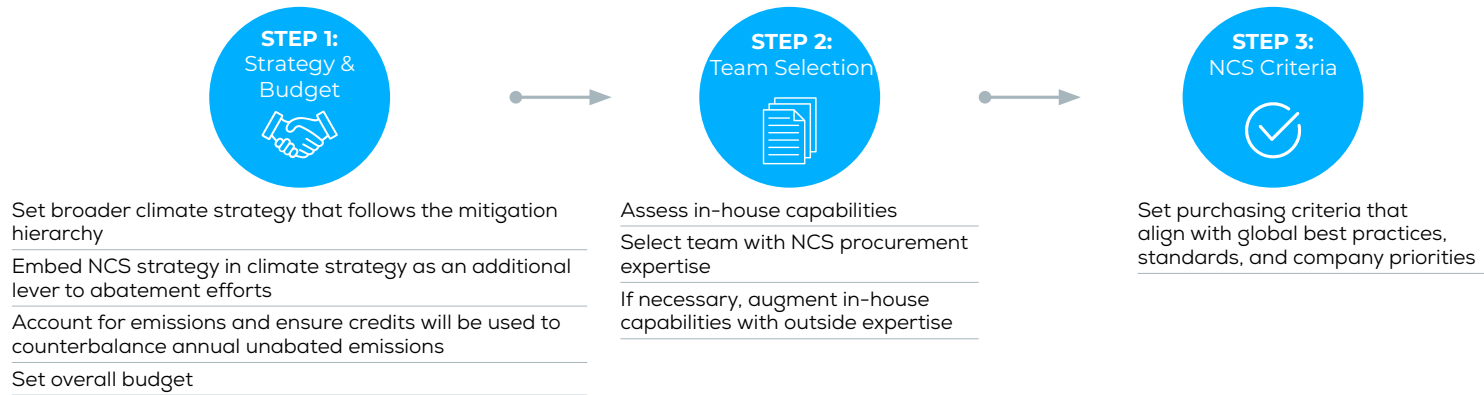 STEP 1:
Strategy &
Budget
Set broader climate strategy that follows the mitigation
hierarchy
Embed NCS strategy in climate strategy as an additional
lever to abatement efforts
Account for emissions and ensure credits will be used to
counterbalance annual unabated emissions
Set overall budget
STEP 2:
Team Selection
Assess in-house capabilities
Select team with NCS procurement
expertise
If necessary, augment in-house
capabilities with outside expertise
STEP 3:
NCS Criteria
Set purchasing criteria that
align with global best practices,
standards, and company priorities